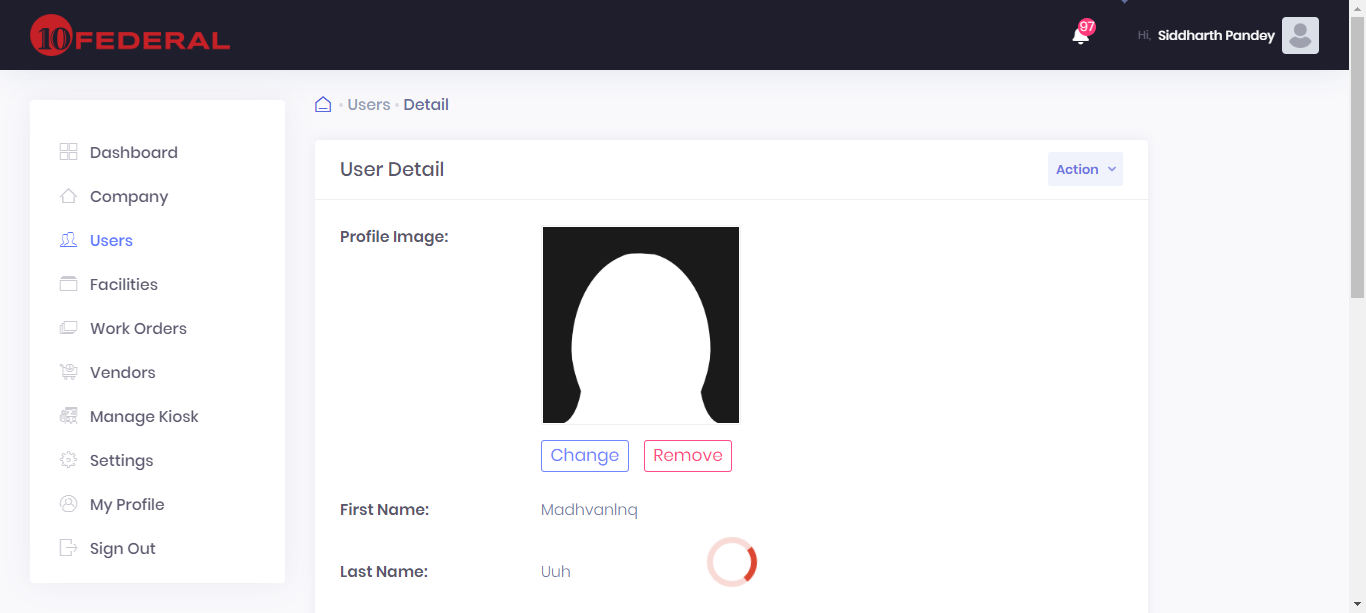 10 FEDERAL
97
Hi, Siddharth Pandey
Dashboard
Company
Users
Facilities
Work Orders
Vendors
Manage Kiosk
Settings
My Profile
Sign Out
Users Detail
User Detail
Action
Profile Image:
Change Remove
First Name: Madhvanlnq
Last Name: Uuh